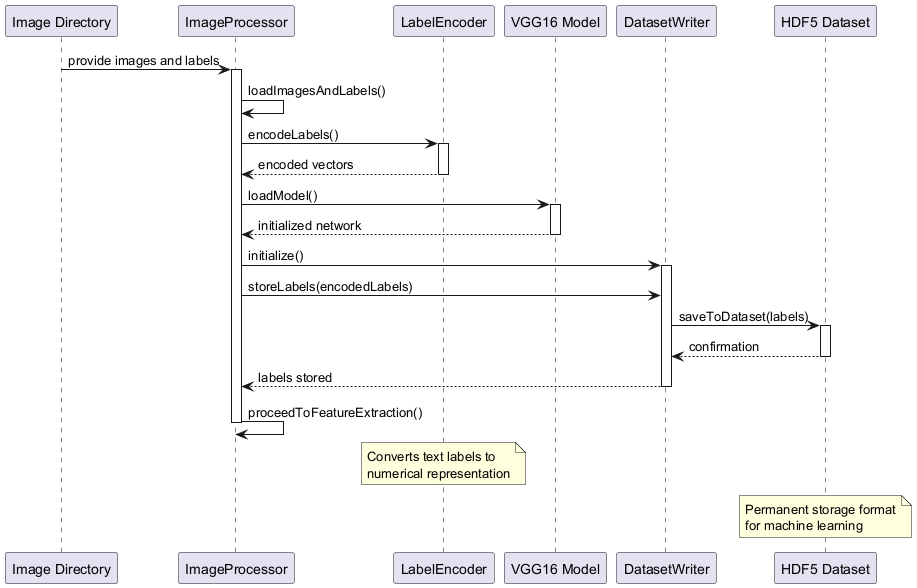 Image Directory
ImageProcessor
LabelEncoder
VGG16 Model
DatasetWriter
HDF5 Dataset
provide images and labels
loadImagesAndLabels()
encodeLabels()
encoded vectors
loadModel()
initialized network
initialize()
storeLabels(encodedLabels)
saveToDataset(labels)
confirmation
labels stored
proceedToFeatureExtraction()
Converts text labels to
numerical representation
Permanent storage format
for machine learning
Image Directory
ImageProcessor
LabelEncoder
VGG16 Model
DatasetWriter
HDF5 Dataset